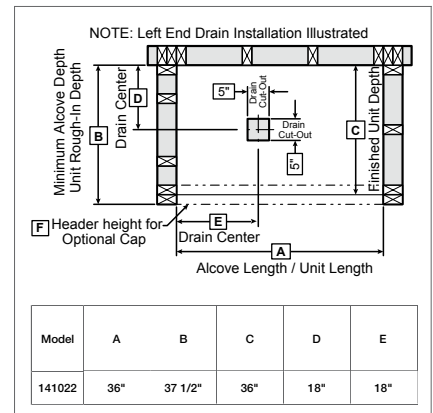 NOTE: Left End Drain Installation Illustrated
Minimum Alcove Depth
Unit Rough-In Depth
B
Drain Center
D
5"
Drain
Cut-Out
Drain
Cut-Out
5"
C
Finished Unit Depth
F Header height for
Optional Cap
E
Drain Center
A
Alcove Length / Unit Length
Model A B C D E
141022 36" 37 1/2" 36" 18" 18"